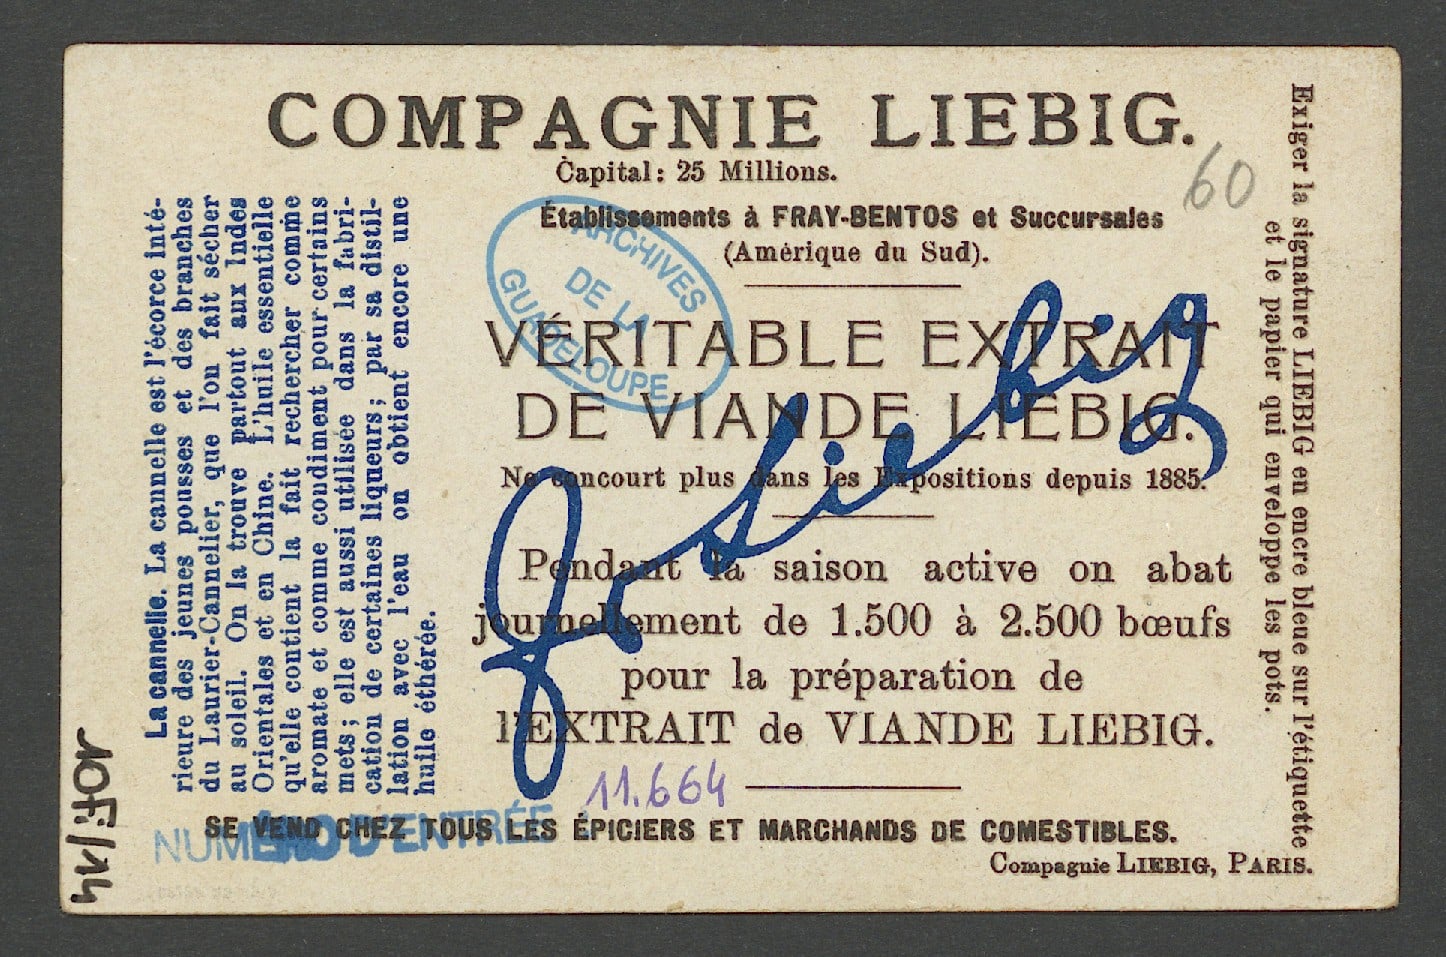 COMPAGNIE LIEBIG.
Capital: 25 Millions.
60
Établissements à FRAY-BENTOS et Succursales
(Amérique du Sud).
ARCHIVES
DE LA
GUADELOUPE
VÉRITABLE EXTRAIT
DE VIANDE LIEBIG.
Ne concourt plus dans les Expositions depuis 1885.
Pendant la saison active on abat
journellement de 1.500 à 2.500 bœufs
pour la préparation de
l'EXTRAIT de VIANDE LIEBIG.
J v Liebig
11.664
NUMÉRO D'ENTRÉE
SE VEND CHEZ TOUS LES ÉPICIERS ET MARCHANDS DE COMESTIBLES.
Compagnie LIEBIG, PARIS.
La cannelle. La cannelle est l'écorce inté-
rieure des jeunes pousses et des branches
du Laurier-Cannelier, que l'on fait sécher
au soleil. On la trouve partout aux Indes
Orientales et en Chine. L'huile essentielle
qu'elle contient la fait rechercher comme
aromate et comme condiment pour certains
mets; elle est aussi utilisée dans la fabri-
cation de certaines liqueurs; par sa distil-
lation avec l'eau on obtient encore une
huile éthérée.
Exiger la signature LIEBIG en encre bleue sur l'étiquette
et le papier qui enveloppe les pots.